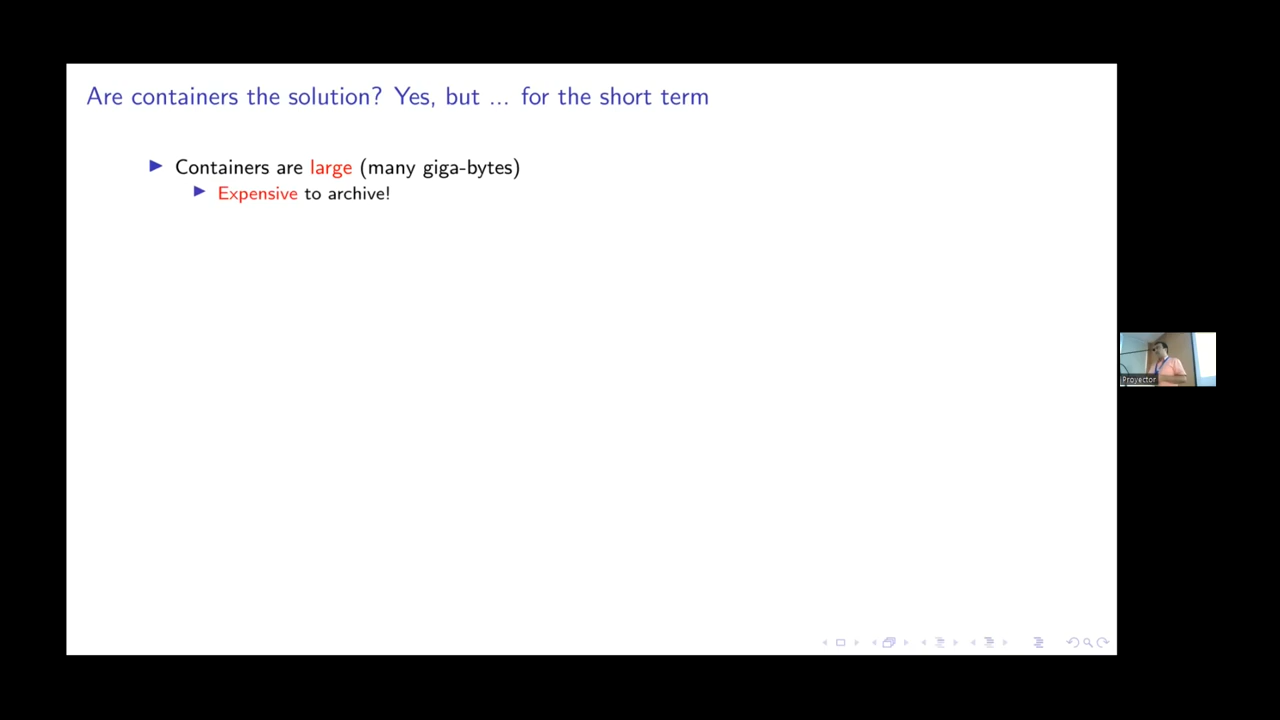 Are containers the solution? Yes, but ... for the short term
Containers are large (many giga-bytes)
Expensive to archive!
Proyector